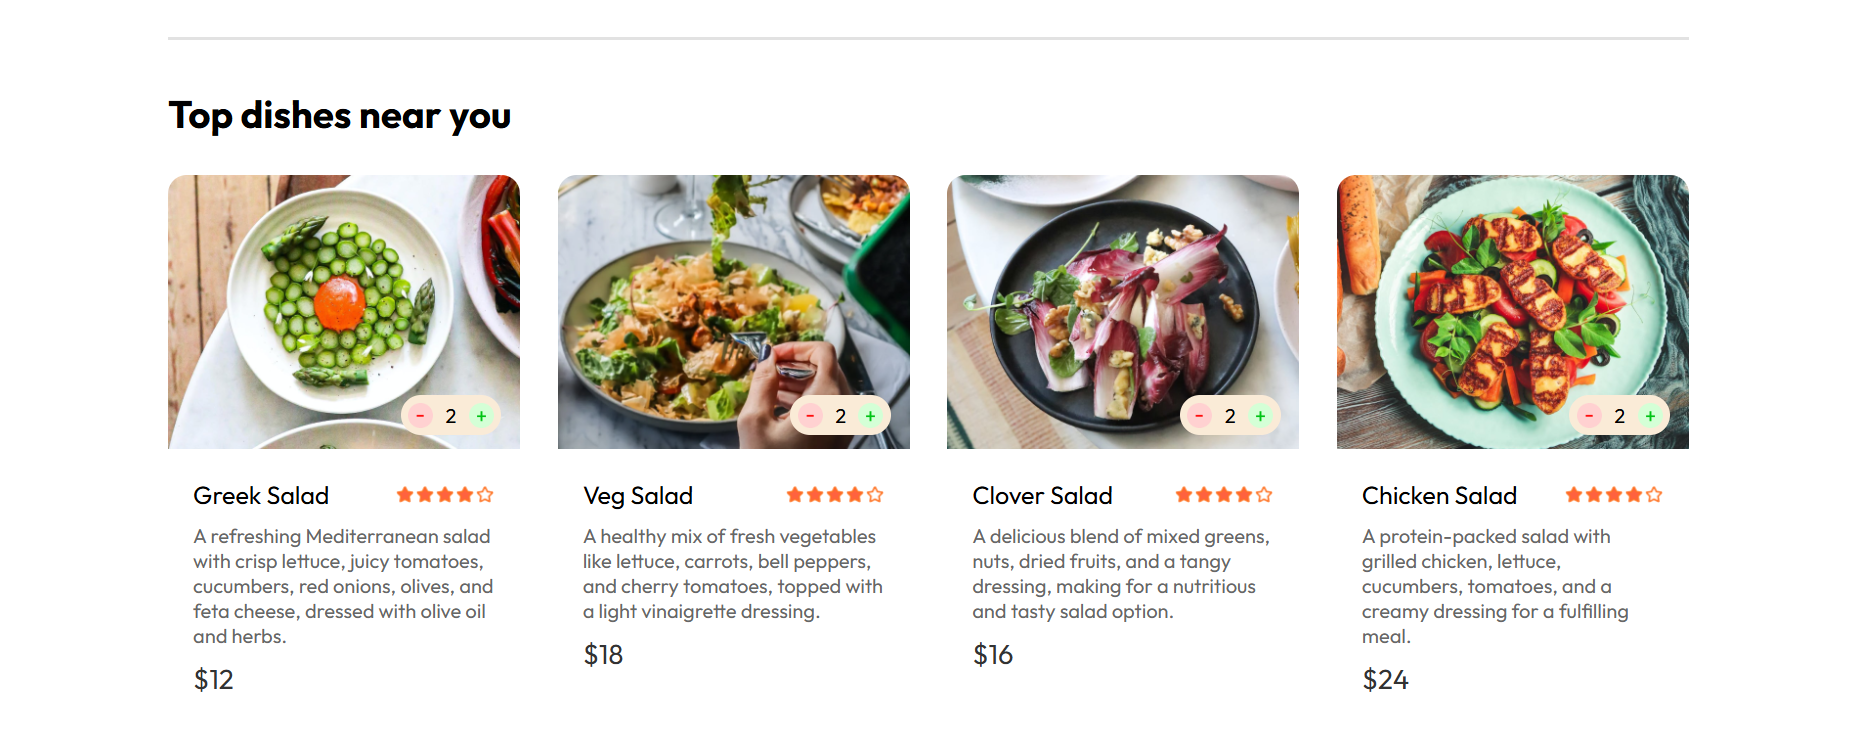 Top dishes near you
- 2 +
- 2 +
- 2 +
- 2 +
Greek Salad
A refreshing Mediterranean salad
with crisp lettuce, juicy tomatoes,
cucumbers, red onions, olives, and
feta cheese, dressed with olive oil
and herbs.
$12
Veg Salad
A healthy mix of fresh vegetables
like lettuce, carrots, bell peppers,
and cherry tomatoes, topped with
a light vinaigrette dressing.
$18
Clover Salad
A delicious blend of mixed greens,
nuts, dried fruits, and a tangy
dressing, making for a nutritious
and tasty salad option.
$16
Chicken Salad
A protein-packed salad with
grilled chicken, lettuce,
cucumbers, tomatoes, and a
creamy dressing for a fulfilling
meal.
$24